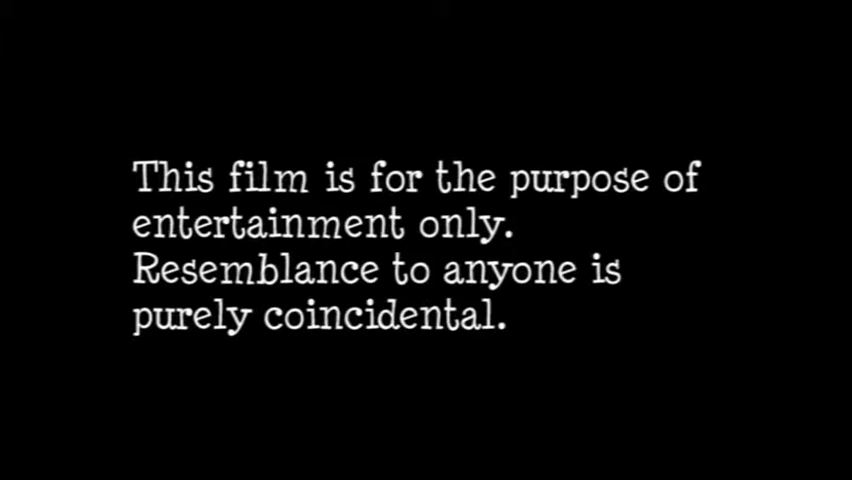 This film is for the purpose of
entertainment only.
Resemblance to anyone is
purely coincidental.